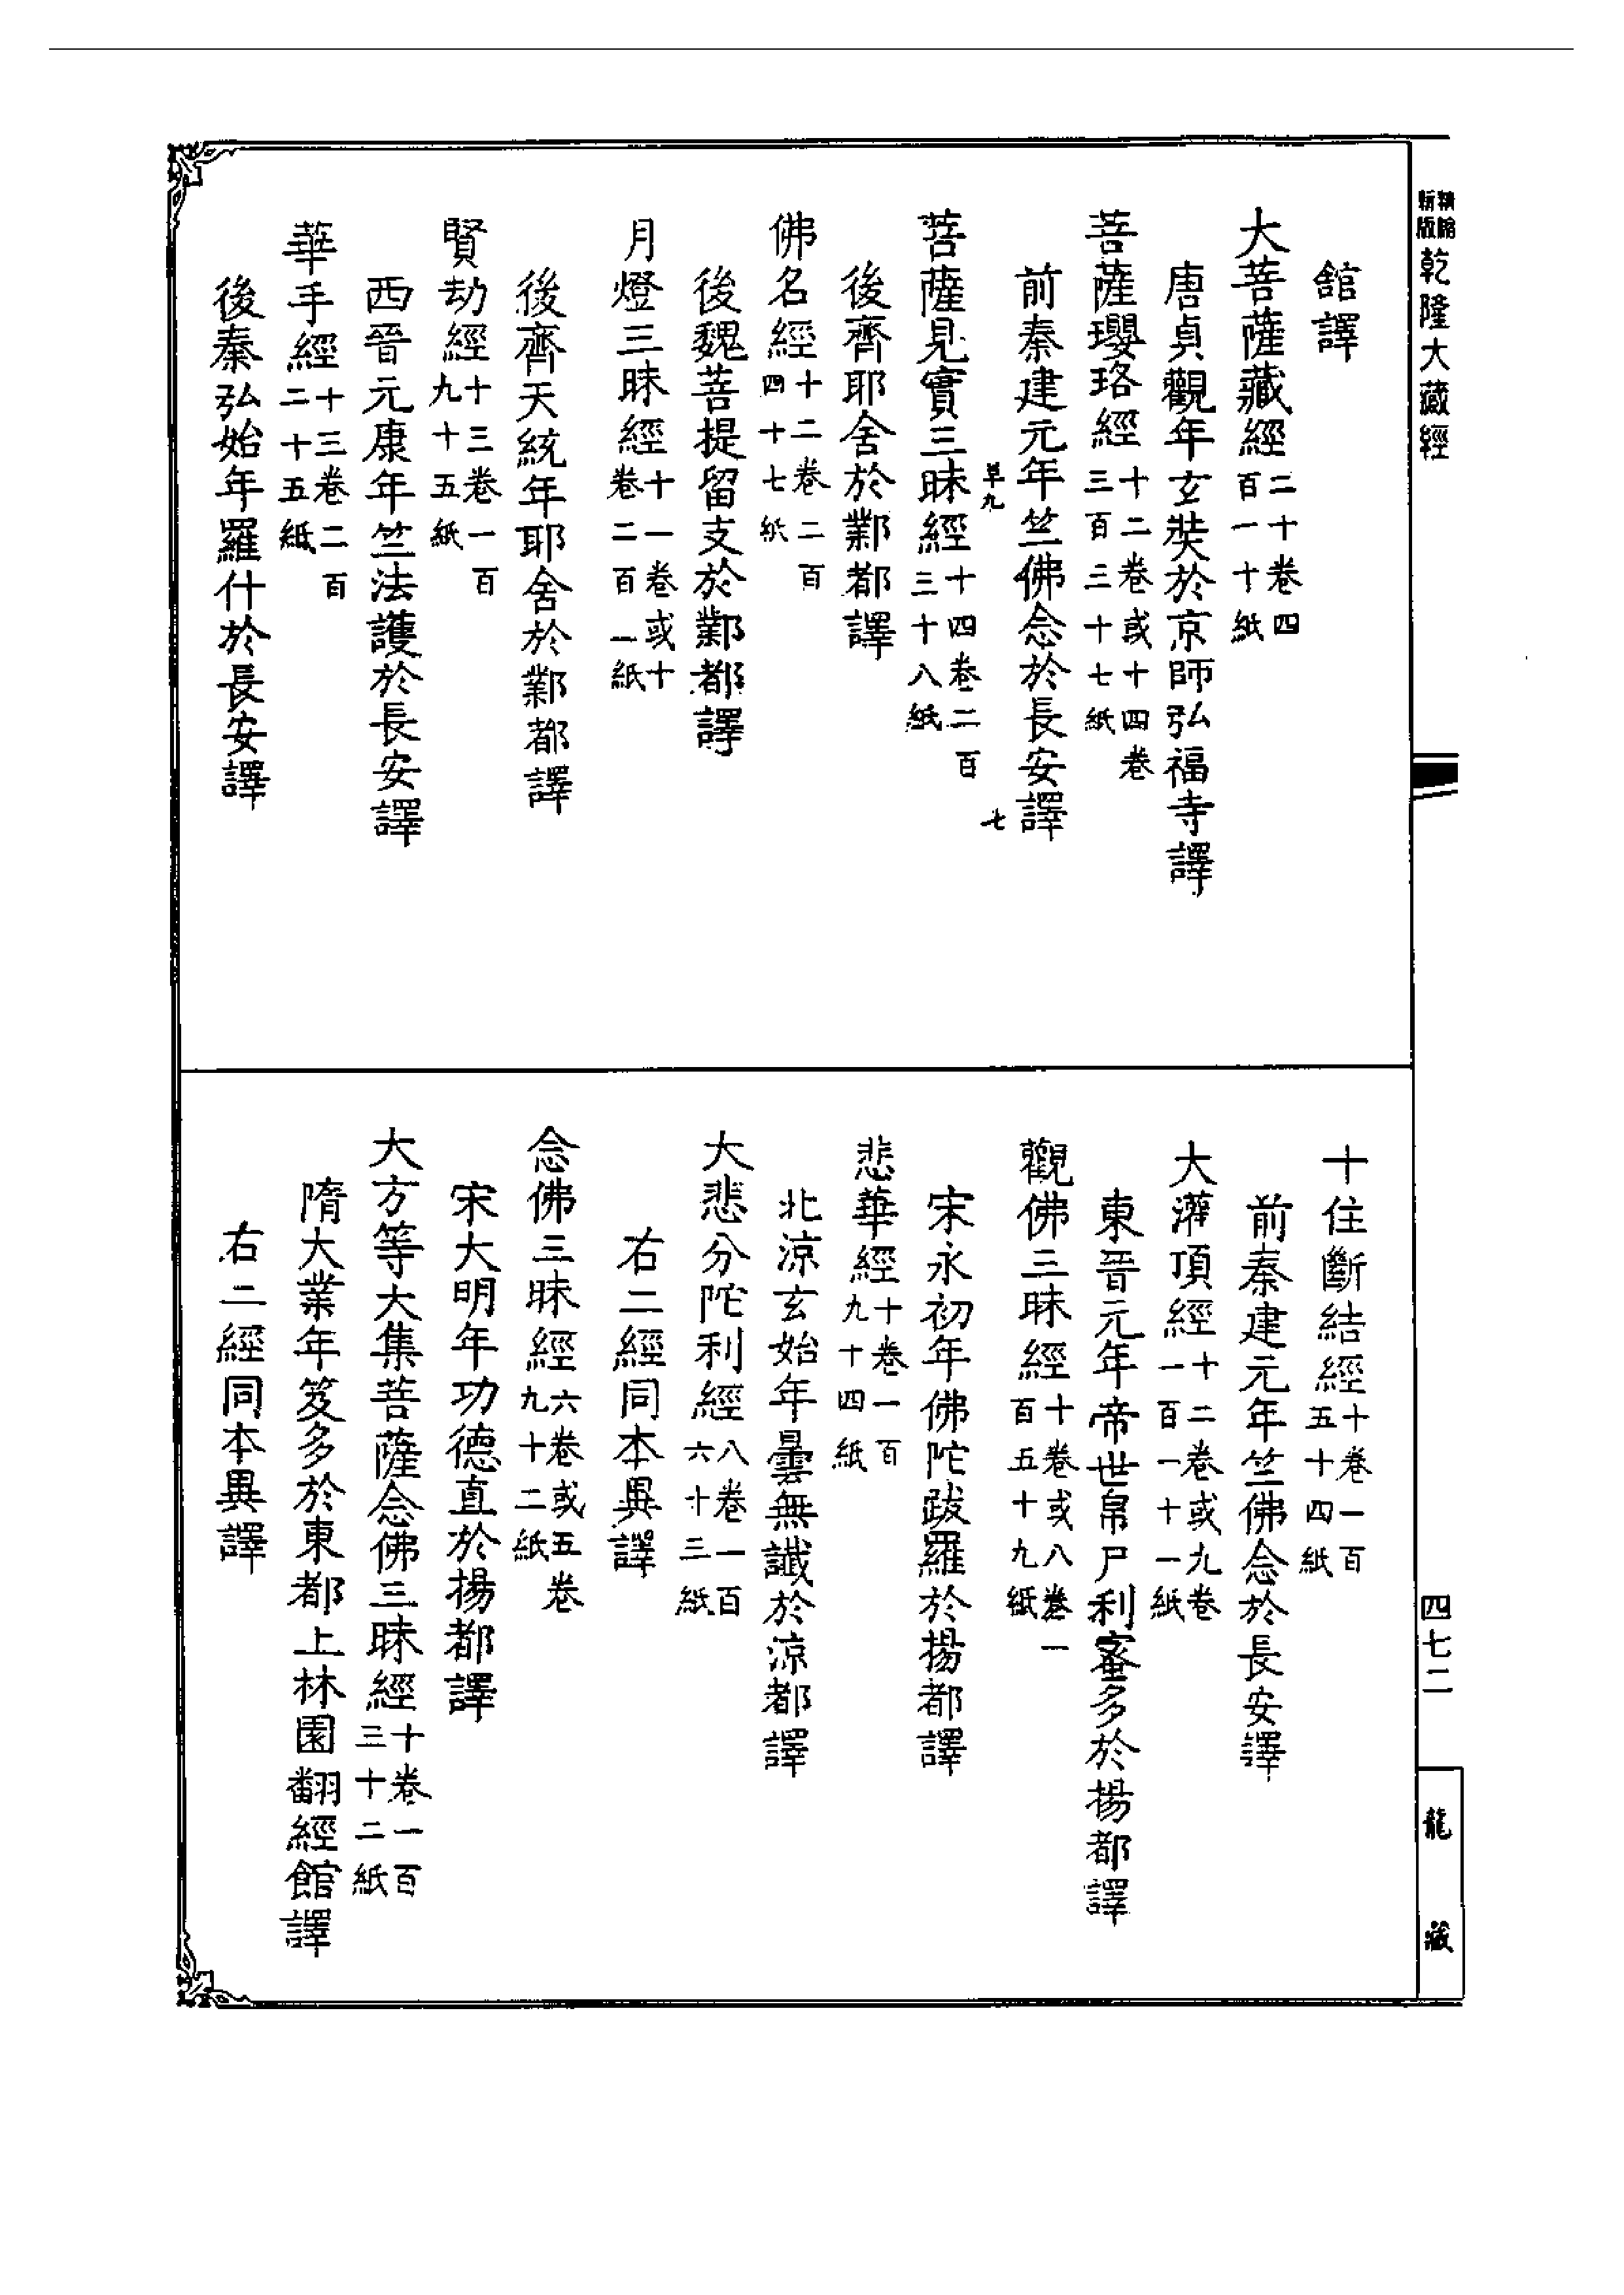 精縮新版乾隆大藏經
舘譯
大菩薩藏經二十卷四百一十紙
唐貞觀年玄奘於京師弘福寺譯
菩薩瓔珞經十二卷或十四卷三百三十七紙
前秦建元年竺佛念於長安譯
草九 七
菩薩見實三昧經十四卷二百三十八紙
後齊耶舍於鄴都譯
佛名經十二卷二百四十七紙
後魏菩提留支於鄴都譯
月燈三昧經十一卷或十卷二百一紙
後齊天統年耶舍於鄴都譯
賢劫經十三卷一百九十五紙
西晉元康年竺法護於長安譯
華手經十三卷二百二十五紙
後秦弘始年羅什於長安譯
十住斷結經十卷一百五十四紙
前秦建元年竺佛念於長安譯
大灌頂經十二卷或九卷一百一十一紙
東晉元年帝世帛尸利蜜多於揚都譯
觀佛三昧經十卷或八卷一百五十九紙
宋永初年佛陀跋羅於揚都譯
悲華經十卷一百九十四紙
北涼玄始年曇無讖於涼都譯
大悲分陀利經八卷一百六十三紙
右二經同本異譯
念佛三昧經六卷或五卷九十二紙
宋大明年功德直於揚都譯
大方等大集菩薩念佛三昧經十卷一百三十二紙
隋大業年笈多於東都上林園翻經館譯
右二經同本異譯
四七二
龍藏